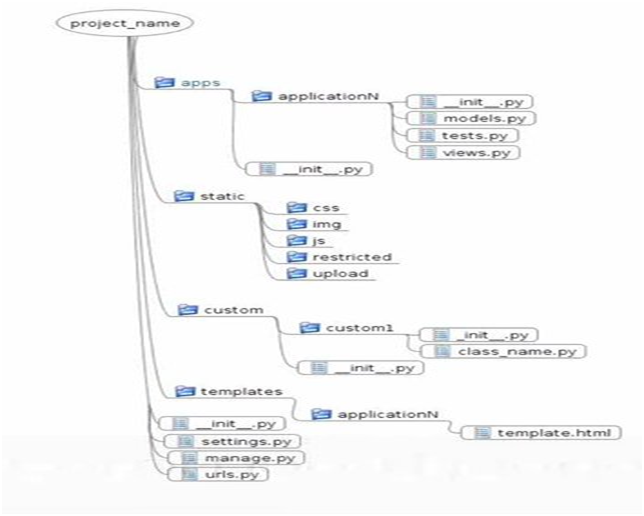 project_name
apps
applicationN
__init__.py
models.py
tests.py
views.py
__init__.py
static
css
img
js
restricted
upload
custom
custom1
_init__.py
class_name.py
__init__.py
templates
applicationN
template.html
__init__.py
settings.py
manage.py
urls.py